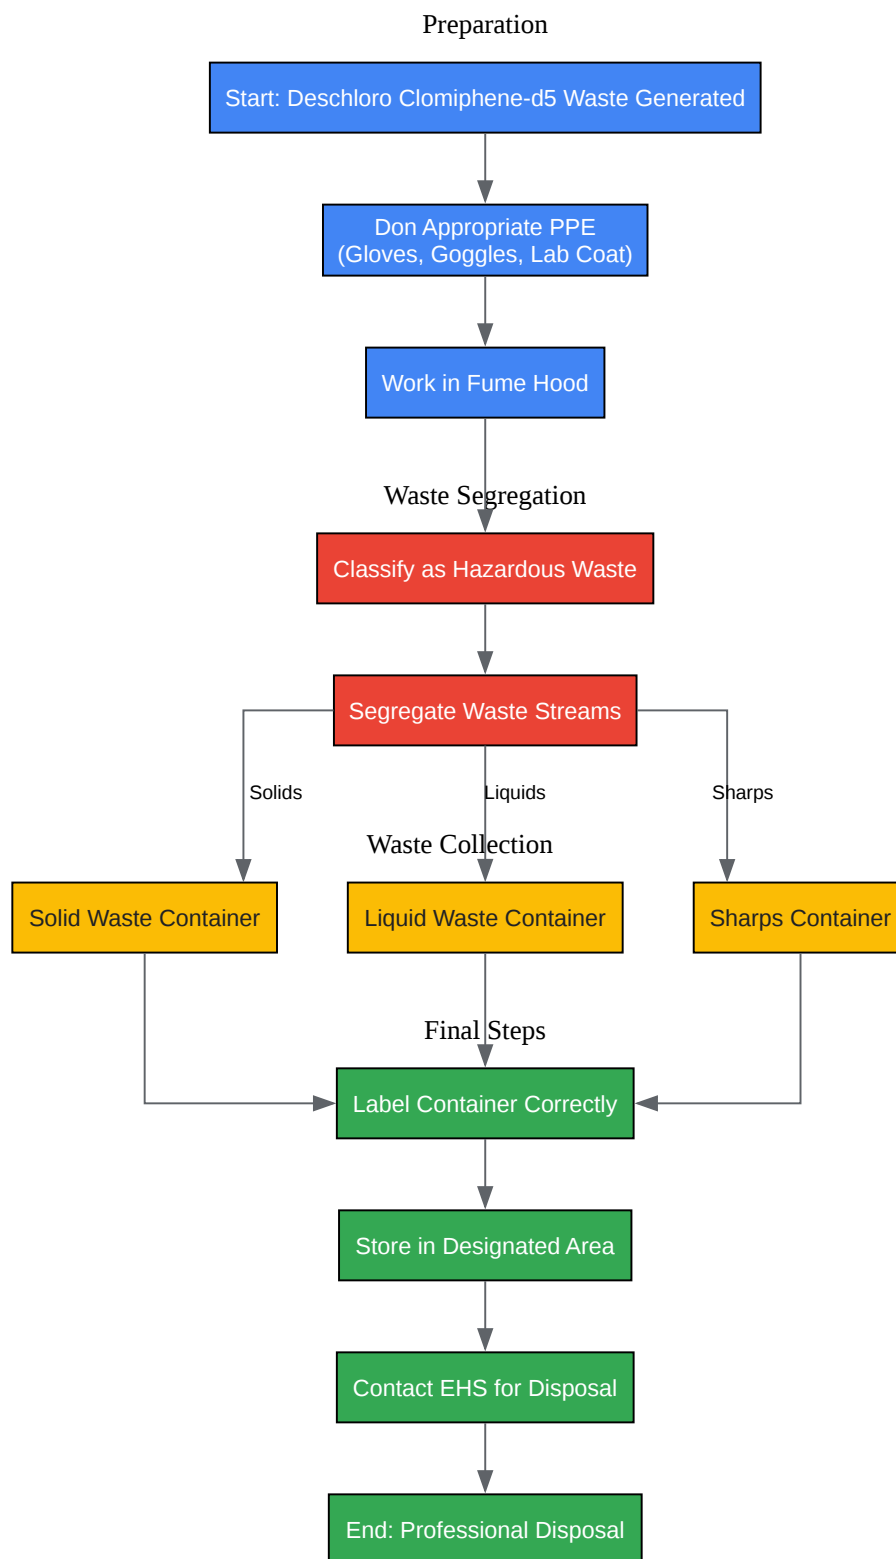 Preparation
Start: Deschloro Clomiphene-d5 Waste Generated
Don Appropriate PPE
(Gloves, Goggles, Lab Coat)
Work in Fume Hood
Waste Segregation
Classify as Hazardous Waste
Segregate Waste Streams
Solids
Liquids
Sharps
Waste Collection
Solid Waste Container
Liquid Waste Container
Sharps Container
Final Steps
Label Container Correctly
Store in Designated Area
Contact EHS for Disposal
End: Professional Disposal